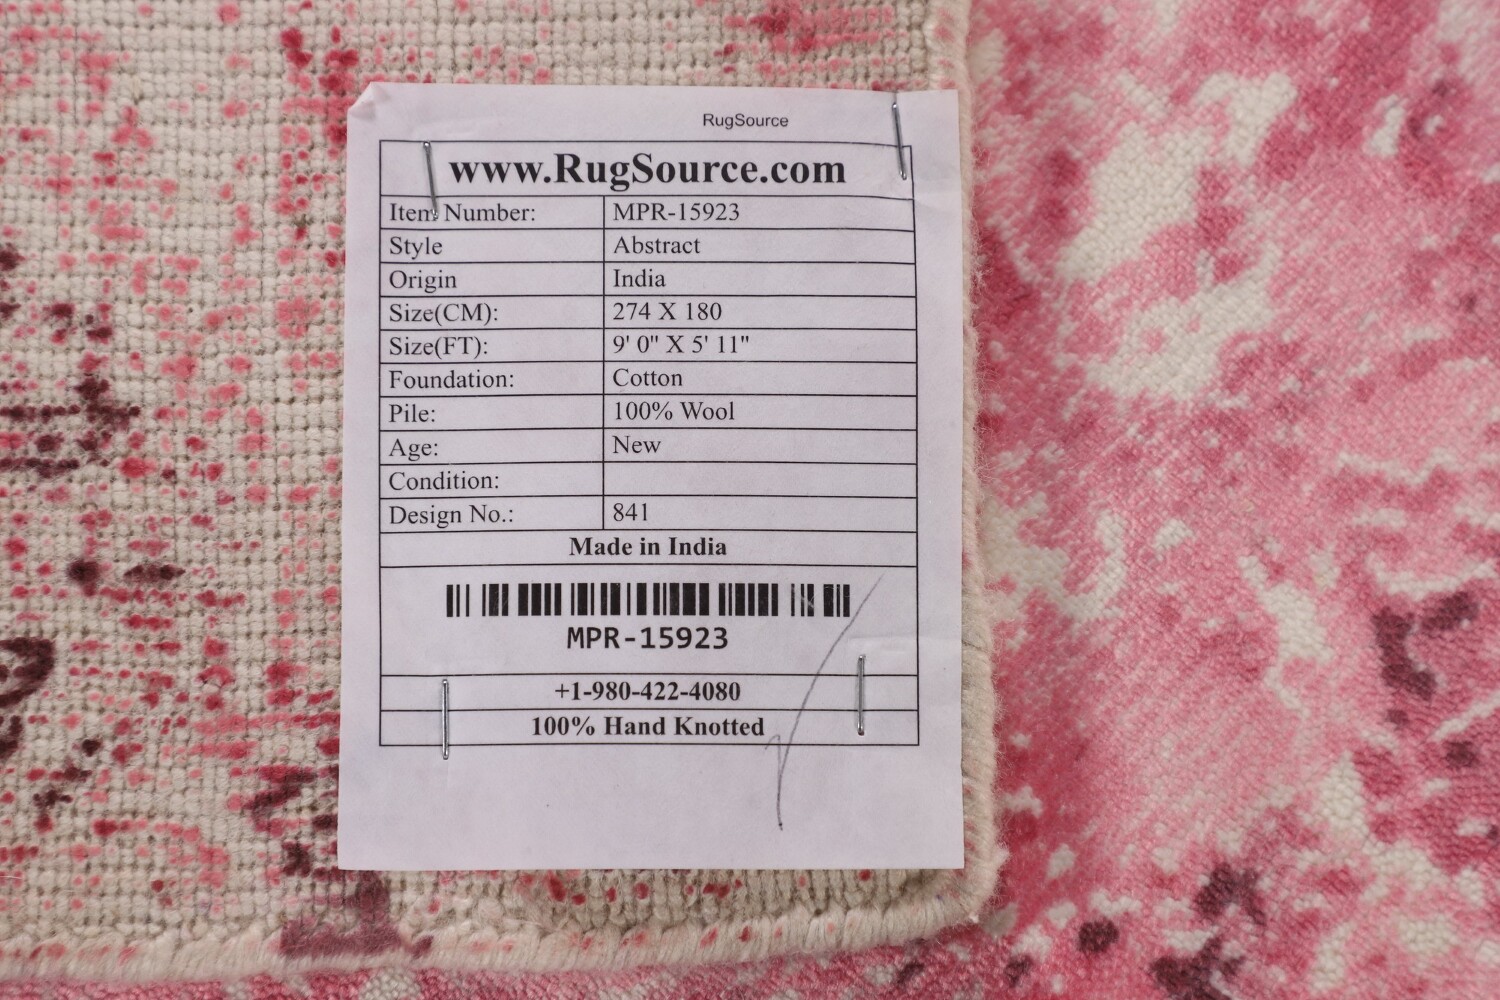 RugSource
www.RugSource.com
Item Number: MPR-15923
Style Abstract
Origin India
Size(CM): 274 X 180
Size(FT): 9' 0" X 5' 11"
Foundation: Cotton
Pile: 100% Wool
Age: New
Condition:
Design No.: 841
Made in India
MPR-15923
+1-980-422-4080
100% Hand Knotted